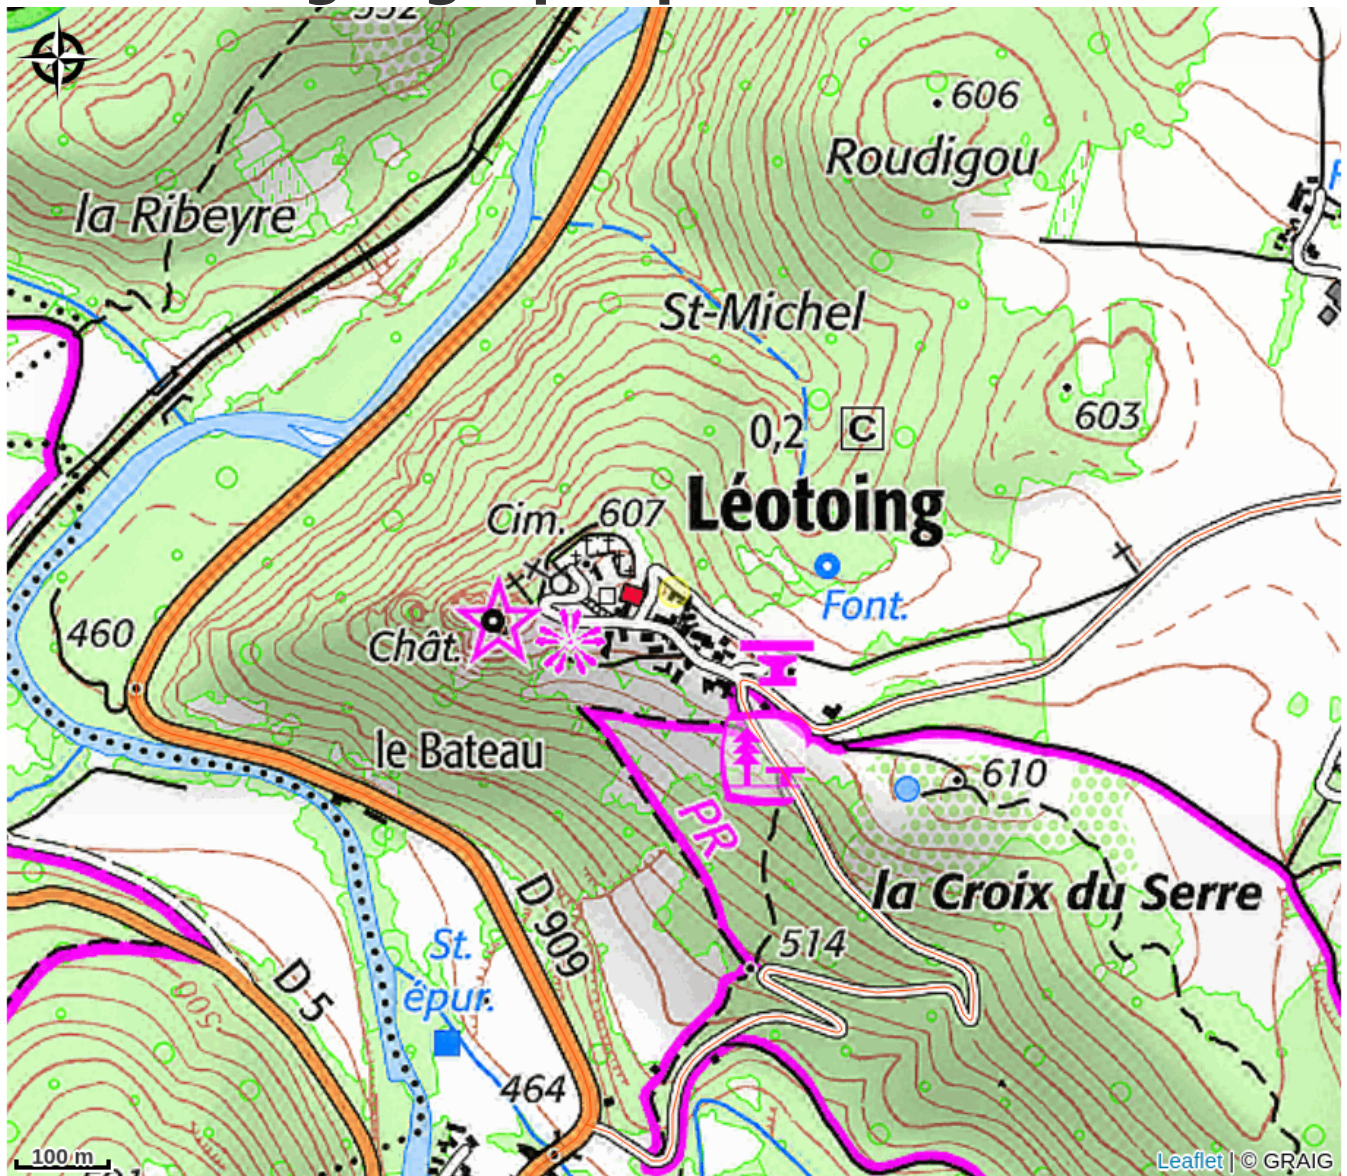 606
Roudigou
la Ribeyre
St-Michel
603
0,2 C
Léotoing
Cim. 607
Font.
460
Chât.
le Bateau
610
PR
la Croix du Serre
D 909
514
St.
épur.
D 5
500
464
100 m
Leaflet | © GRAIG